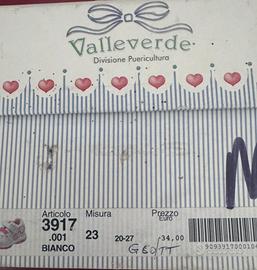 Valleverde
Divisione Puericultura
Articolo Misura Prezzo
EURO
3917 23 20-27 34,00
.001
BIANCO